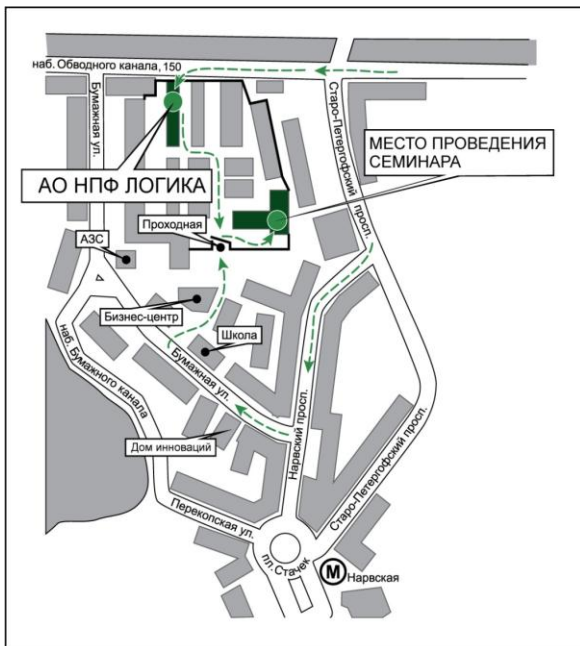 наб. Обводного канала, 150
Бумажная ул.
Старо-Петергофский просп.
МЕСТО ПРОВЕДЕНИЯ
СЕМИНАРА
АО НПФ ЛОГИКА
Проходная
АЗС
Бизнес-центр
Школа
наб. Бумажного канала
Бумажная ул.
Нарвский просп.
Дом инноваций
Старо-Петергофский просп.
Перекопская ул.
пл. Стачек
М
Нарвская